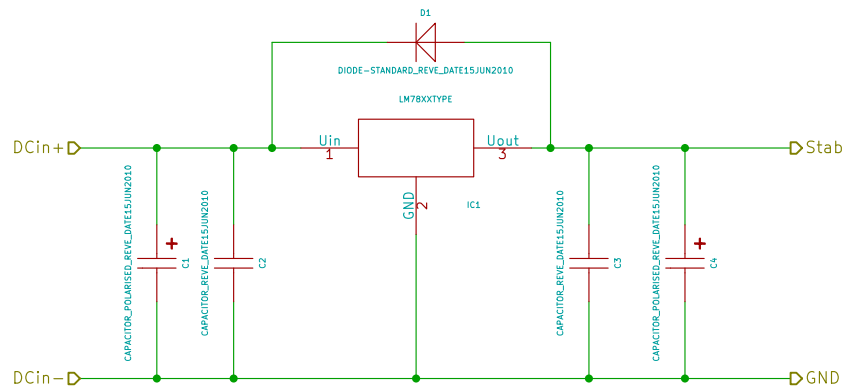 D1
DIODE-STANDARD_REVE_DATE15JUN2010
LM78XXTYPE
DCin+
Uin
1
Uout
3
Stab
GND
2
IC1
CAPACITOR_POLARISED_REVE_DATE15JUN2010
C1
CAPACITOR_REVE_DATE15JUN2010
C2
CAPACITOR_REVE_DATE15JUN2010
C3
CAPACITOR_POLARISED_REVE_DATE15JUN2010
C4
+
+
DCin-
GND